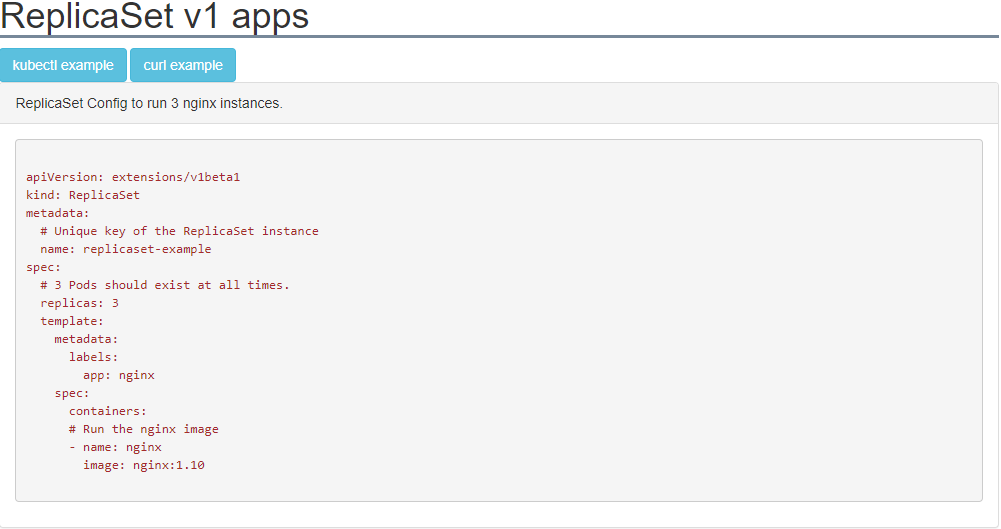 ReplicaSet v1 apps
kubectl example curl example
ReplicaSet Config to run 3 nginx instances.
apiVersion: extensions/v1beta1
kind: ReplicaSet
metadata:
  # Unique key of the ReplicaSet instance
  name: replicaset-example
spec:
  # 3 Pods should exist at all times.
  replicas: 3
  template:
    metadata:
      labels:
        app: nginx
    spec:
      containers:
      # Run the nginx image
      - name: nginx
        image: nginx:1.10